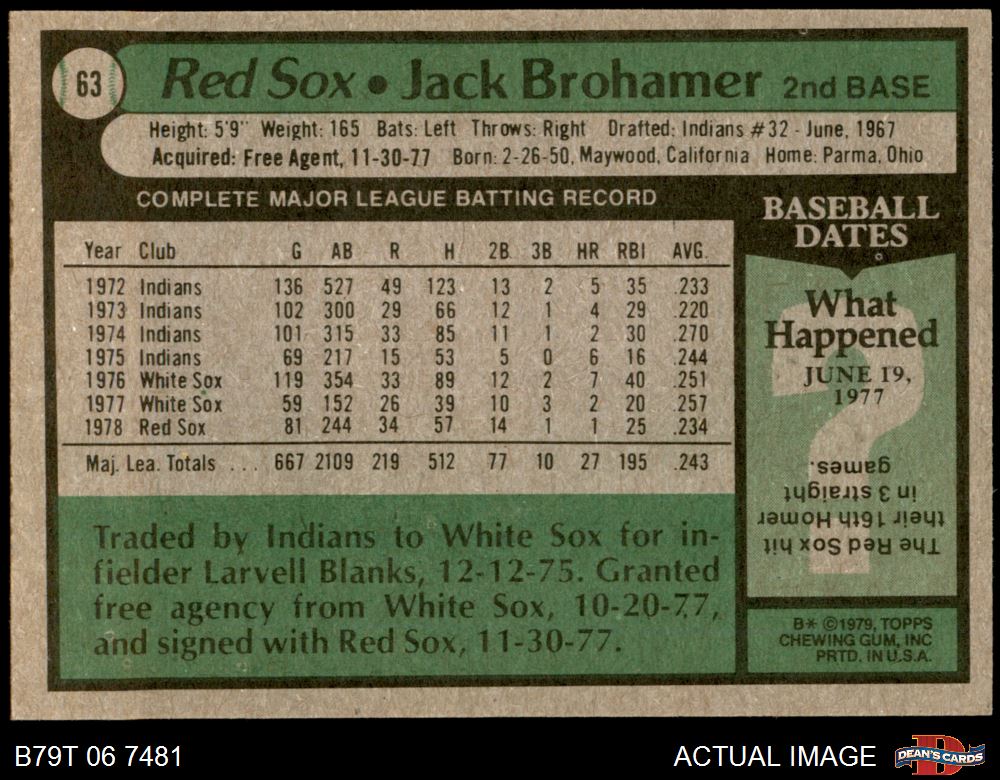 63
Red Sox • Jack Brohamer 2nd BASE
Height: 5'9" Weight: 165 Bats: Left Throws: Right Drafted: Indians #32 - June, 1967
Acquired: Free Agent, 11-30-77 Born: 2-26-50, Maywood, California Home: Parma, Ohio
COMPLETE MAJOR LEAGUE BATTING RECORD
Year Club G AB R H 2B 3B HR RBI AVG.
1972 Indians 136 527 49 123 13 2 5 35 .233
1973 Indians 102 300 29 66 12 1 4 29 .220
1974 Indians 101 315 33 85 11 1 2 30 .270
1975 Indians 69 217 15 53 5 0 6 16 .244
1976 White Sox 119 354 33 89 12 2 7 40 .251
1977 White Sox 59 152 26 39 10 3 2 20 .257
1978 Red Sox 81 244 34 57 14 1 1 25 .234
Maj. Lea. Totals ... 667 2109 219 512 77 10 27 195 .243
Traded by Indians to White Sox for in-
fielder Larvell Blanks, 12-12-75. Granted
free agency from White Sox, 10-20-77,
and signed with Red Sox, 11-30-77.
BASEBALL
DATES
What
Happened
JUNE 19,
1977
?
The Red Sox hit
their 16th Homer
in 3 straight
games.
B* ©1979, TOPPS
CHEWING GUM, INC
PRTD. IN U.S.A.
B79T 06 7481
ACTUAL IMAGE
D
DEAN'S CARDS